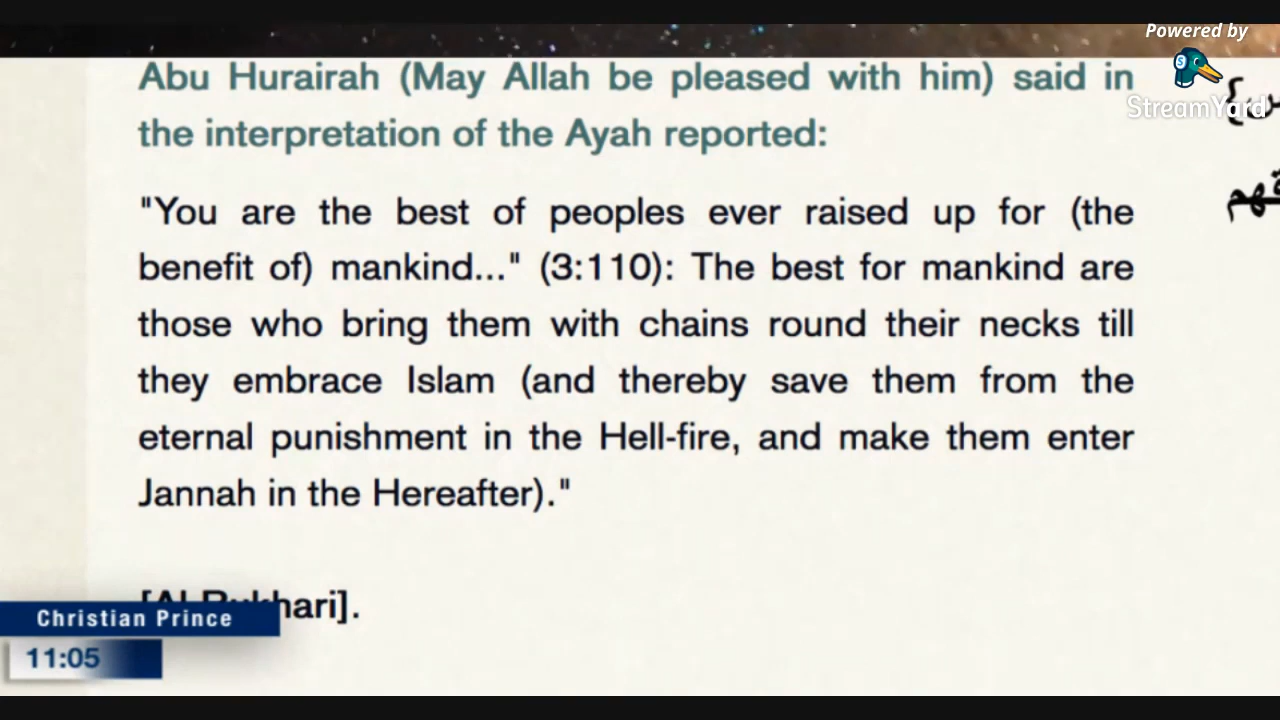 Powered by
StreamYard
Abu Hurairah (May Allah be pleased with him) said in
the interpretation of the Ayah reported:
"You are the best of peoples ever raised up for (the
benefit of) mankind..." (3:110): The best for mankind are
those who bring them with chains round their necks till
they embrace Islam (and thereby save them from the
eternal punishment in the Hell-fire, and make them enter
Jannah in the Hereafter)."
[Al-Bukhari].
Christian Prince
11:05